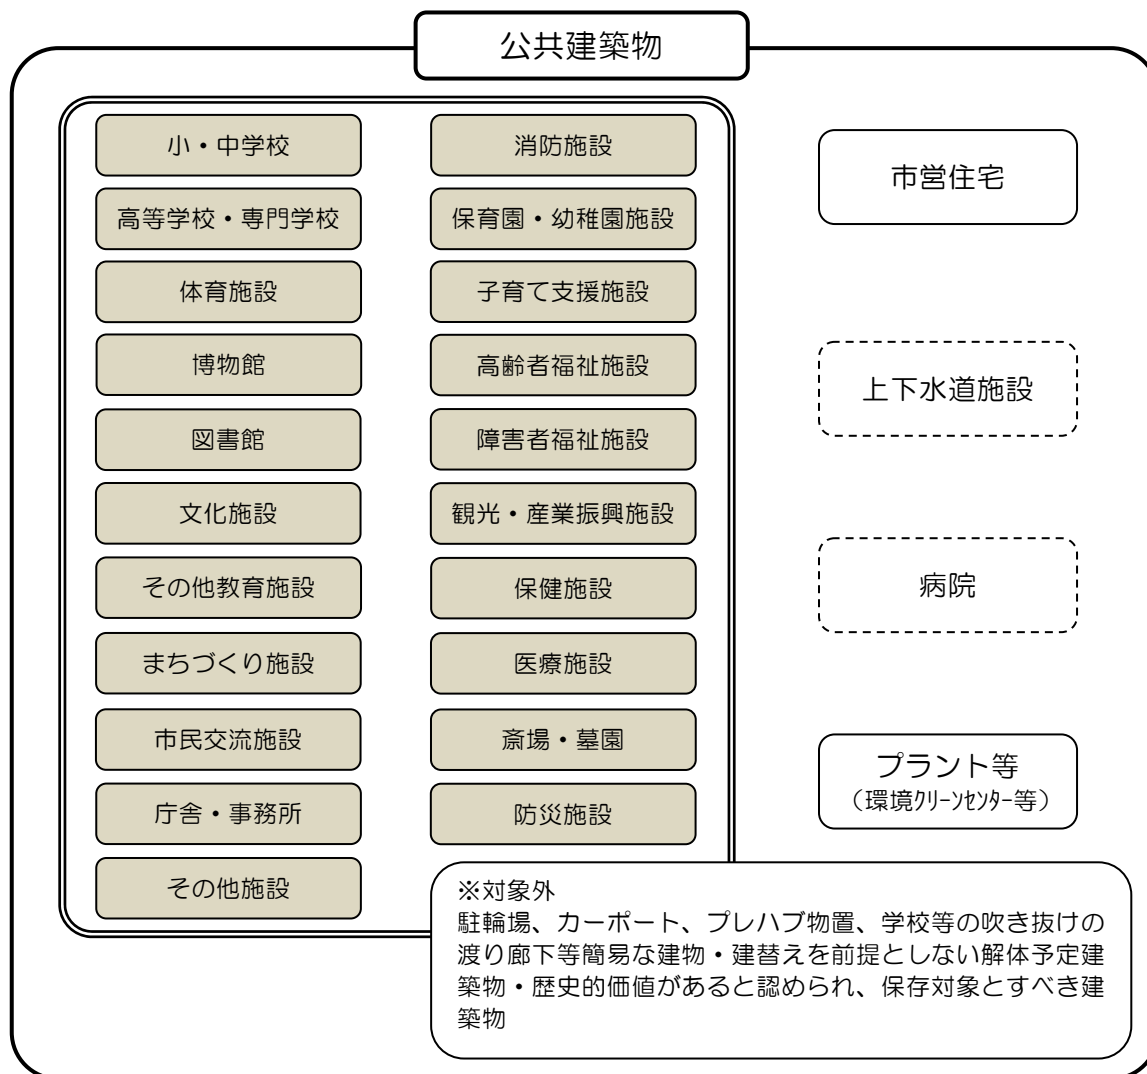 公共建築物
小・中学校
高等学校・専門学校
体育施設
博物館
図書館
文化施設
その他教育施設
まちづくり施設
市民交流施設
庁舎・事務所
その他施設
消防施設
保育園・幼稚園施設
子育て支援施設
高齢者福祉施設
障害者福祉施設
観光・産業振興施設
保健施設
医療施設
斎場・墓園
防災施設
市営住宅
上下水道施設
病院
プラント等
（環境ｸﾘｰﾝｾﾝﾀｰ等）
※対象外
駐輪場、カーポート、プレハブ物置、学校等の吹き抜けの
渡り廊下等簡易な建物・建替えを前提としない解体予定建
築物・歴史的価値があると認められ、保存対象とすべき建
築物